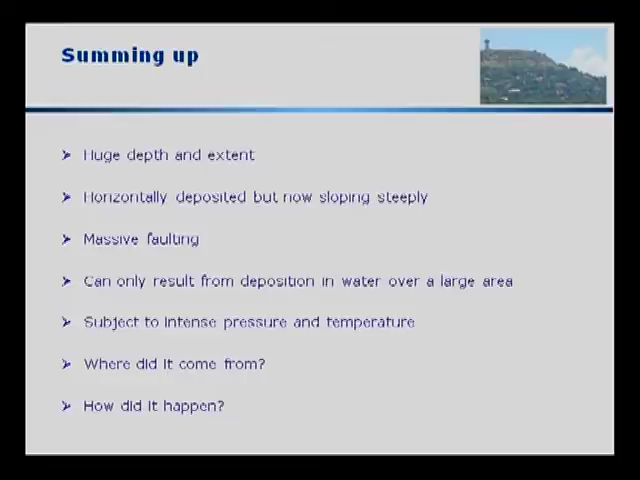 Summing up
Huge depth and extent
Horizontally deposited but now sloping steeply
Massive faulting
Can only result from deposition in water over a large area
Subject to intense pressure and temperature
Where did it come from?
How did it happen?